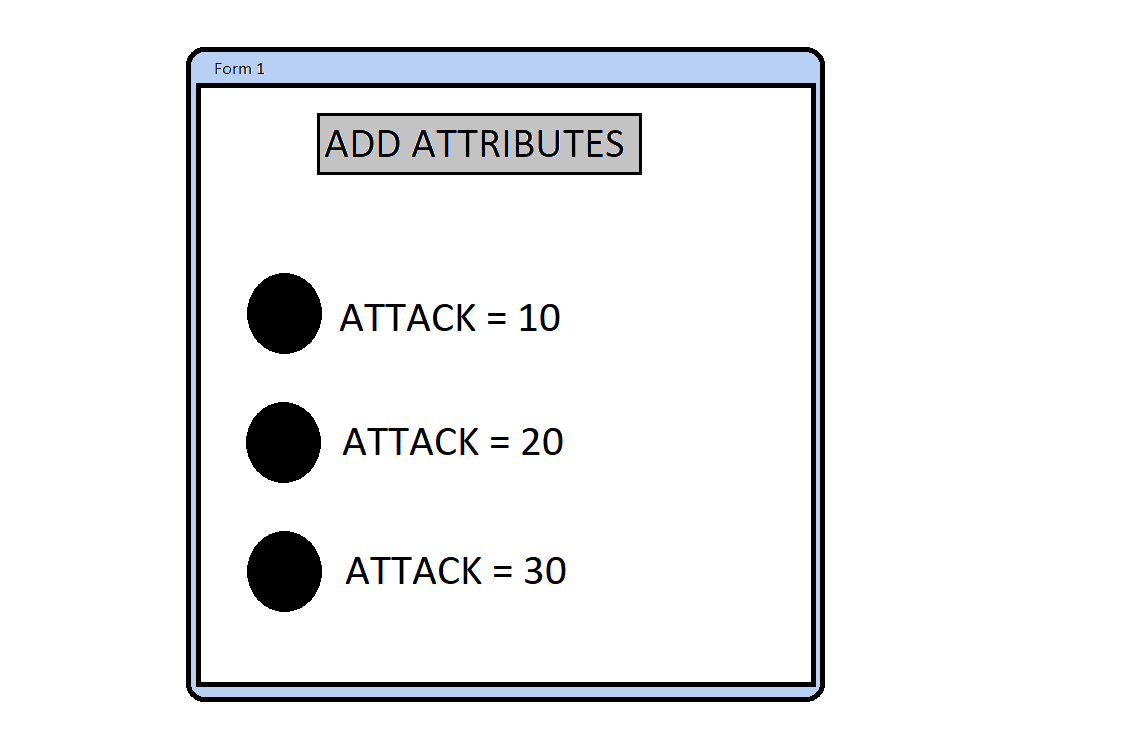 Form 1
ADD ATTRIBUTES
ATTACK = 10
ATTACK = 20
ATTACK = 30